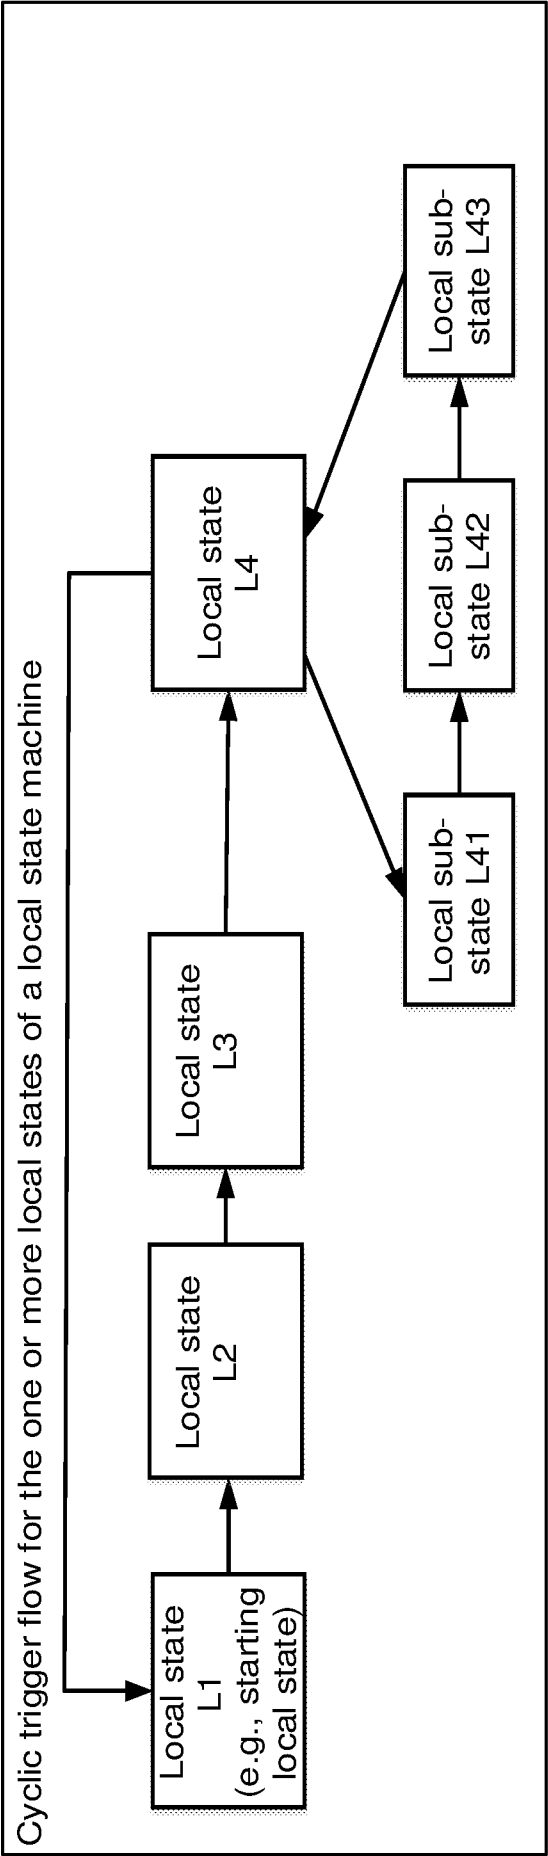 Cyclic trigger flow for the one or more local states of a local state machine
Local state
L1
(e.g., starting
local state)
Local state
L2
Local state
L3
Local state
L4
Local sub-
state L41
Local sub-
state L42
Local sub-
state L43